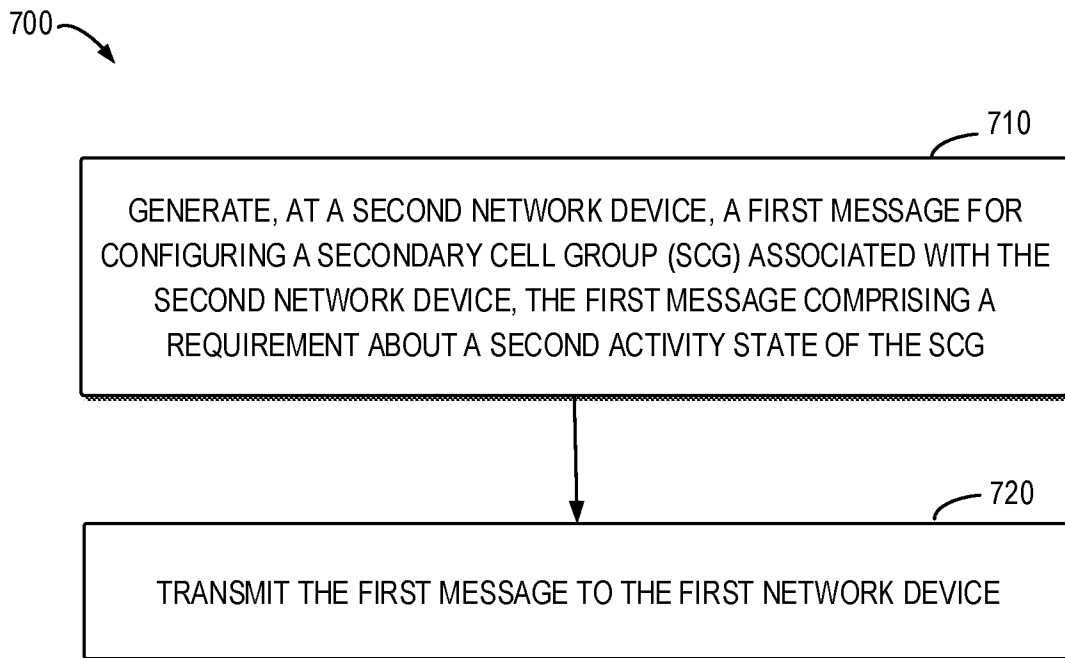 700
710
GENERATE, AT A SECOND NETWORK DEVICE, A FIRST MESSAGE FOR
CONFIGURING A SECONDARY CELL GROUP (SCG) ASSOCIATED WITH THE
SECOND NETWORK DEVICE, THE FIRST MESSAGE COMPRISING A
REQUIREMENT ABOUT A SECOND ACTIVITY STATE OF THE SCG
720
TRANSMIT THE FIRST MESSAGE TO THE FIRST NETWORK DEVICE